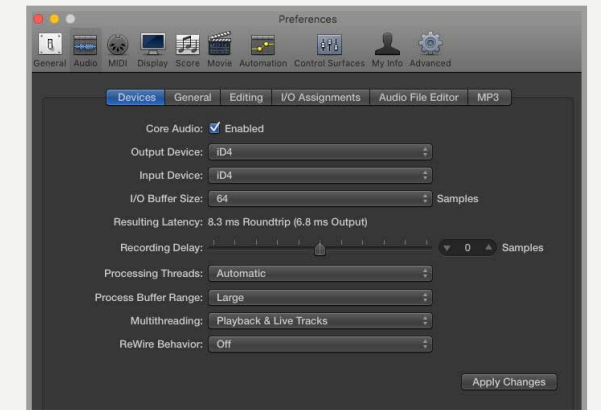 Preferences
General Audio MIDI Display Score Movie Automation Control Surfaces My Info Advanced
Devices General Editing I/O Assignments Audio File Editor MP3
Core Audio: Enabled
Output Device: iD4
Input Device: iD4
I/O Buffer Size: 64 Samples
Resulting Latency: 8.3 ms Roundtrip (6.8 ms Output)
Recording Delay: 0 Samples
Processing Threads: Automatic
Process Buffer Range: Large
Multithreading: Playback & Live Tracks
ReWire Behavior: Off
Apply Changes